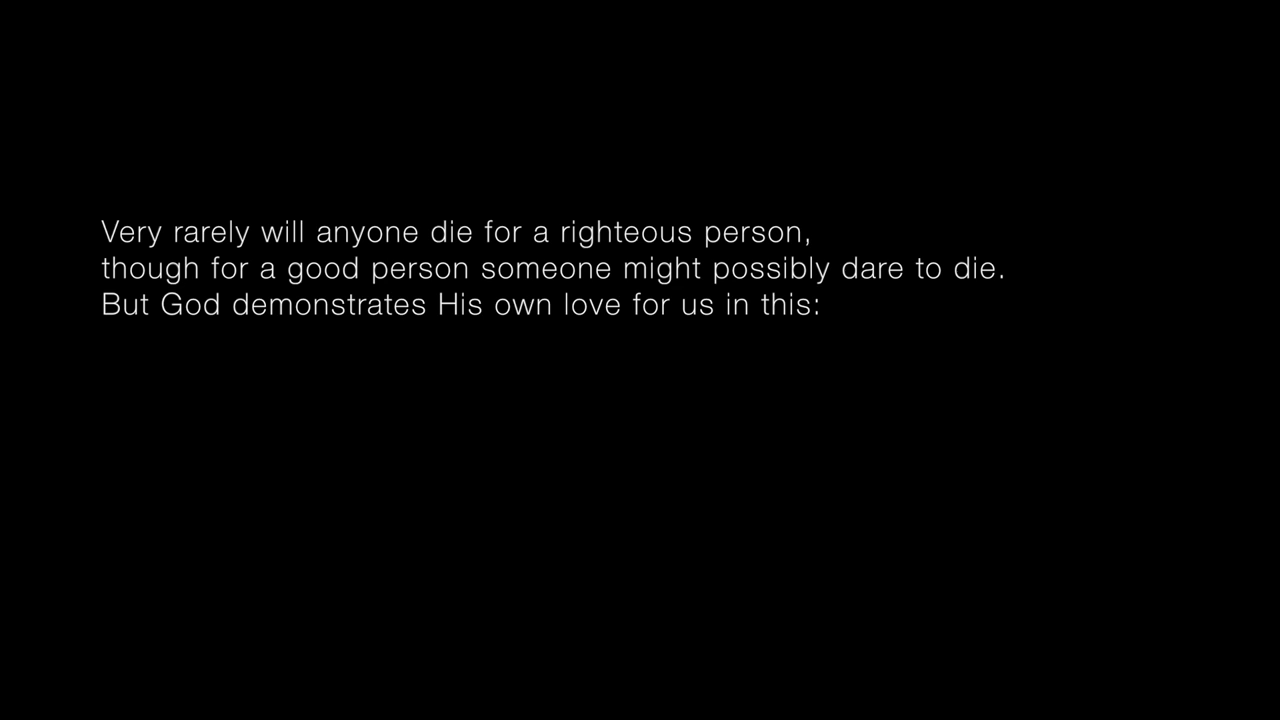 Very rarely will anyone die for a righteous person,
though for a good person someone might possibly dare to die.
But God demonstrates His own love for us in this: